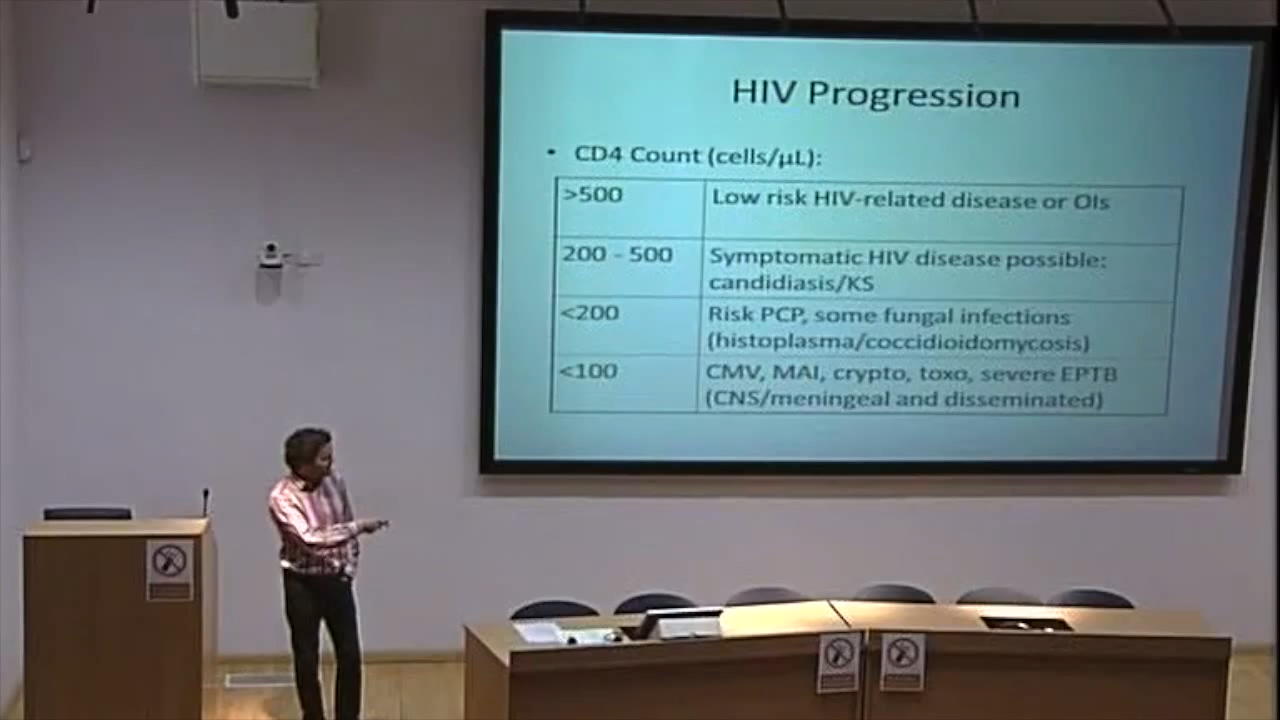 HIV Progression
• CD4 Count (cells/µL):
>500 Low risk HIV-related disease or OIs
200 - 500 Symptomatic HIV disease possible:
candidiasis/KS
<200 Risk PCP, some fungal infections
(histoplasma/coccidioidomycosis)
<100 CMV, MAI, crypto, toxo, severe EPTB
(CNS/meningeal and disseminated)